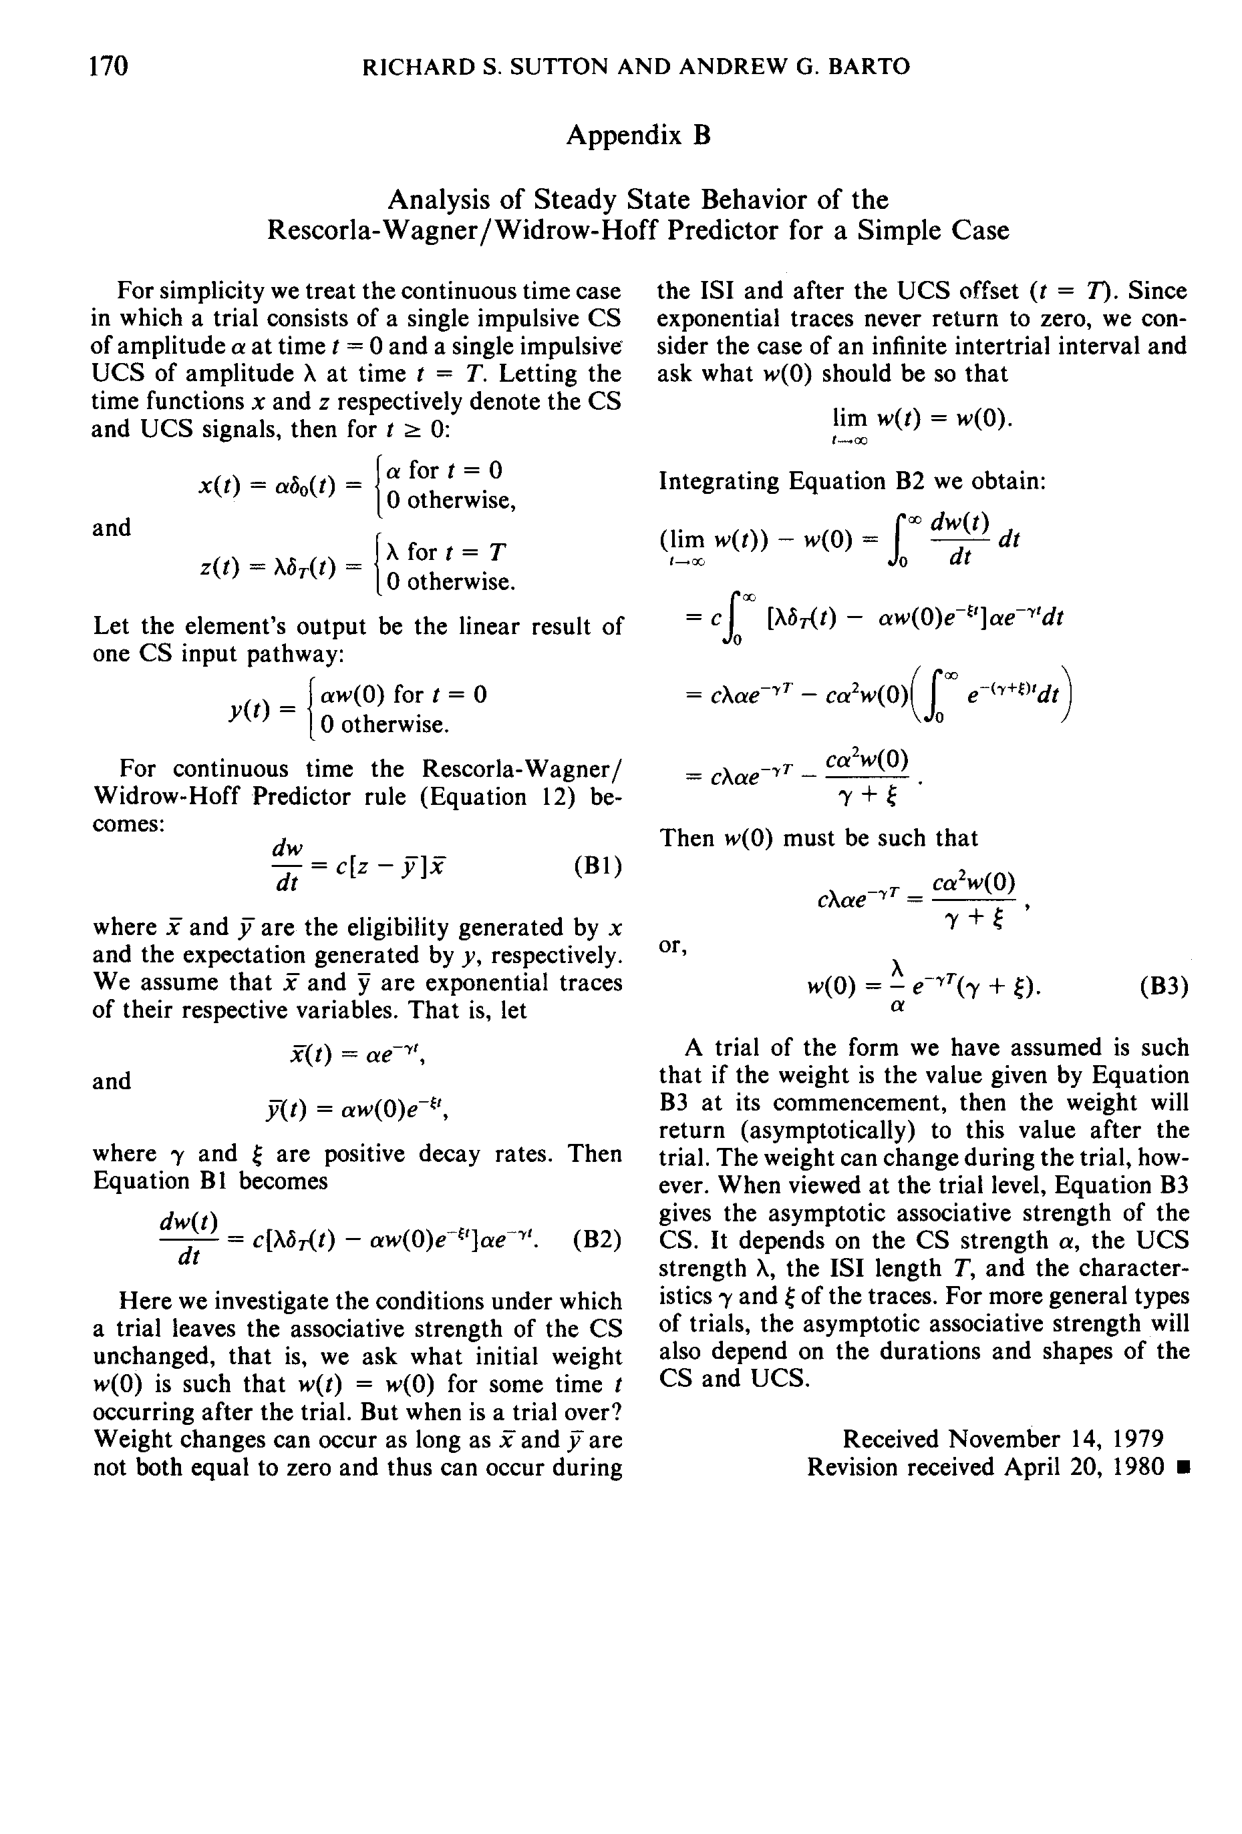 170
RICHARD S. SUTTON AND ANDREW G. BARTO
Appendix B
Analysis of Steady State Behavior of the
Rescorla-Wagner/Widrow-Hoff Predictor for a Simple Case
For simplicity we treat the continuous time case
in which a trial consists of a single impulsive CS
of amplitude α at time t = 0 and a single impulsive
UCS of amplitude λ at time t = T. Letting the
time functions x and z respectively denote the CS
and UCS signals, then for t ≥ 0:
x(t) = αδ₀(t) = { α for t = 0
0 otherwise,
and
z(t) = λδ_T(t) = { λ for t = T
0 otherwise.
Let the element's output be the linear result of
one CS input pathway:
y(t) = { αw(0) for t = 0
0 otherwise.
For continuous time the Rescorla-Wagner/
Widrow-Hoff Predictor rule (Equation 12) be-
comes:
dw/dt = c[z − ȳ]x̄ (B1)
where x̄ and ȳ are the eligibility generated by x
and the expectation generated by y, respectively.
We assume that x̄ and ȳ are exponential traces
of their respective variables. That is, let
x̄(t) = αe^{−γt},
and
ȳ(t) = αw(0)e^{−ξt},
where γ and ξ are positive decay rates. Then
Equation B1 becomes
dw(t)/dt = c[λδ_T(t) − αw(0)e^{−ξt}]αe^{−γt}. (B2)
Here we investigate the conditions under which
a trial leaves the associative strength of the CS
unchanged, that is, we ask what initial weight
w(0) is such that w(t) = w(0) for some time t
occurring after the trial. But when is a trial over?
Weight changes can occur as long as x̄ and ȳ are
not both equal to zero and thus can occur during
the ISI and after the UCS offset (t = T). Since
exponential traces never return to zero, we con-
sider the case of an infinite intertrial interval and
ask what w(0) should be so that
lim_{t→∞} w(t) = w(0).
Integrating Equation B2 we obtain:
(lim_{t→∞} w(t)) − w(0) = ∫₀^∞ dw(t)/dt dt
= c∫₀^∞ [λδ_T(t) − αw(0)e^{−ξt}]αe^{−γt}dt
= cλαe^{−γT} − cα²w(0)(∫₀^∞ e^{−(γ+ξ)t}dt)
= cλαe^{−γT} − cα²w(0)/(γ + ξ).
Then w(0) must be such that
cλαe^{−γT} = cα²w(0)/(γ + ξ),
or,
w(0) = λ/α e^{−γT}(γ + ξ). (B3)
A trial of the form we have assumed is such
that if the weight is the value given by Equation
B3 at its commencement, then the weight will
return (asymptotically) to this value after the
trial. The weight can change during the trial, how-
ever. When viewed at the trial level, Equation B3
gives the asymptotic associative strength of the
CS. It depends on the CS strength α, the UCS
strength λ, the ISI length T, and the character-
istics γ and ξ of the traces. For more general types
of trials, the asymptotic associative strength will
also depend on the durations and shapes of the
CS and UCS.
Received November 14, 1979
Revision received April 20, 1980 ■